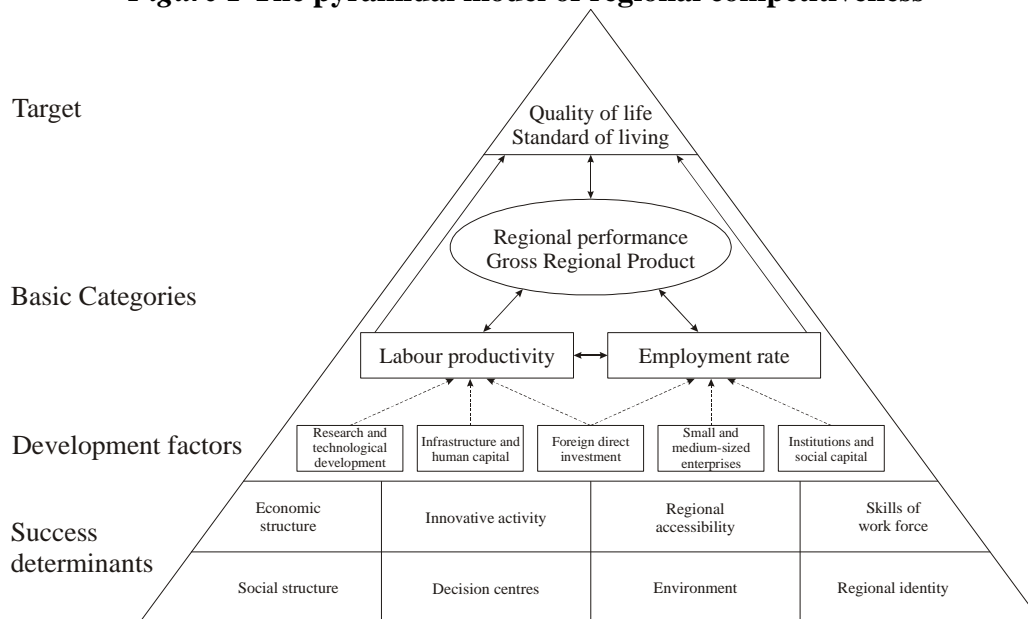 Figure 1 The pyramidal model of regional competitiveness
Target
Quality of life
Standard of living
Regional performance
Gross Regional Product
Basic Categories
Labour productivity
Employment rate
Development factors
Research and
technological
development
Infrastructure and
human capital
Foreign direct
investment
Small and
medium-sized
enterprises
Institutions and
social capital
Success
determinants
Economic
structure
Innovative activity
Regional
accessibility
Skills of
work force
Social structure
Decision centres
Environment
Regional identity